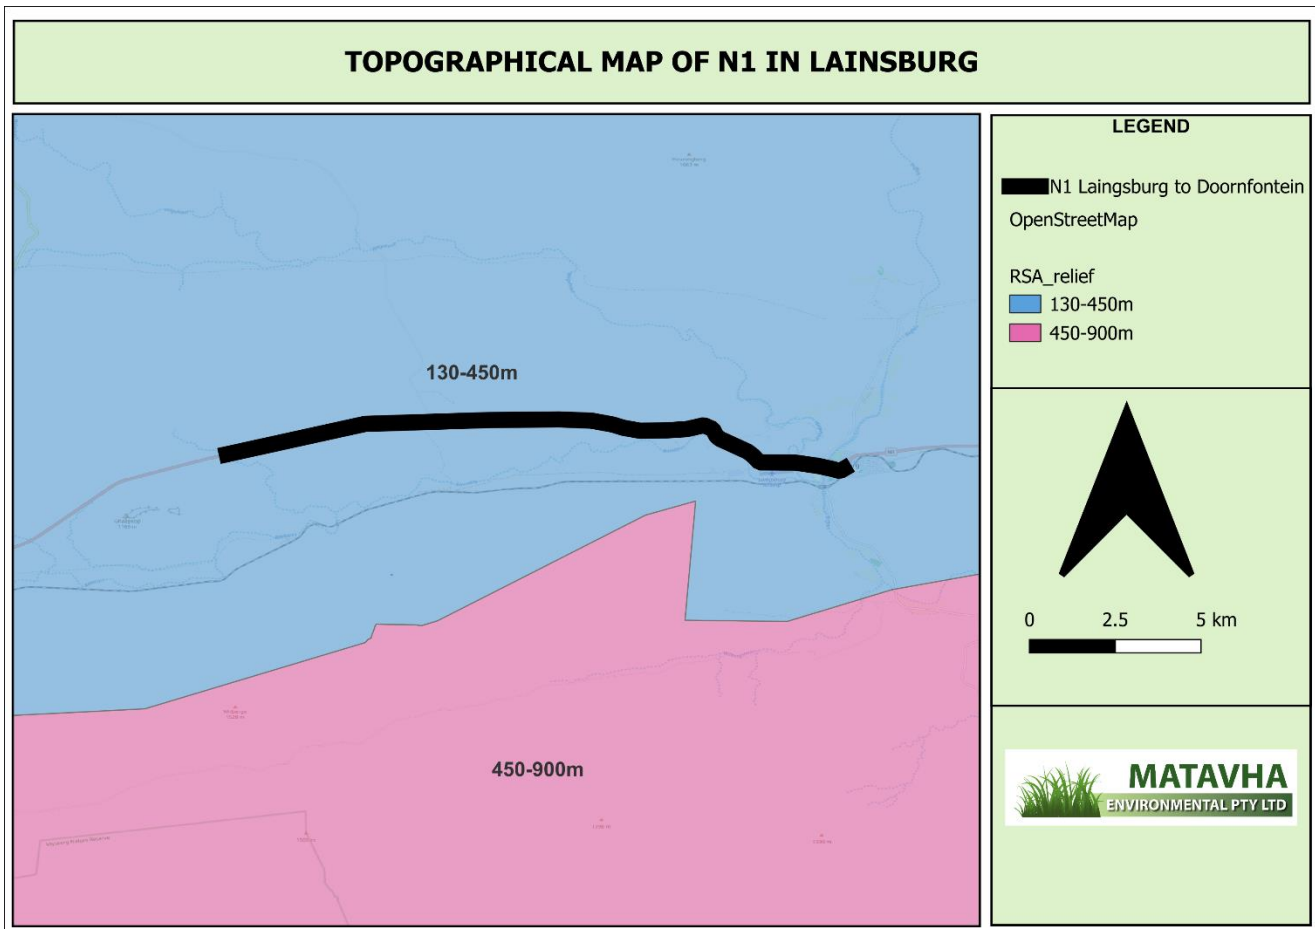 TOPOGRAPHICAL MAP OF N1 IN LAINSBURG
130-450m
450-900m
LEGEND
N1 Laingsburg to Doornfontein
OpenStreetMap
RSA_relief
130-450m
450-900m
0 2.5 5 km
MATAVHA
ENVIRONMENTAL PTY LTD